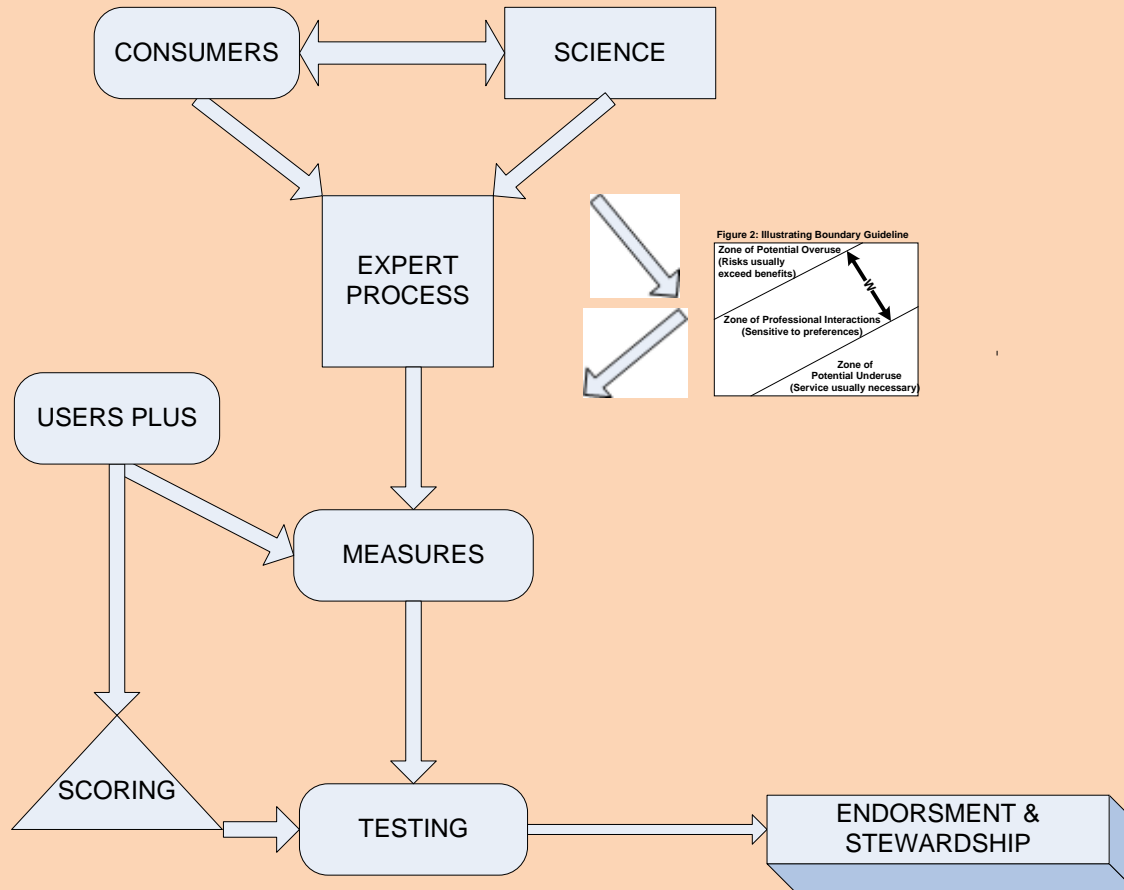 CONSUMERS
SCIENCE
EXPERT
PROCESS
Figure 2: Illustrating Boundary Guideline
Zone of Potential Overuse
(Risks usually
exceed benefits)
W
Zone of Professional Interactions
(Sensitive to preferences)
Zone of
Potential Underuse
(Service usually necessary)
USERS PLUS
MEASURES
SCORING
TESTING
ENDORSMENT &
STEWARDSHIP